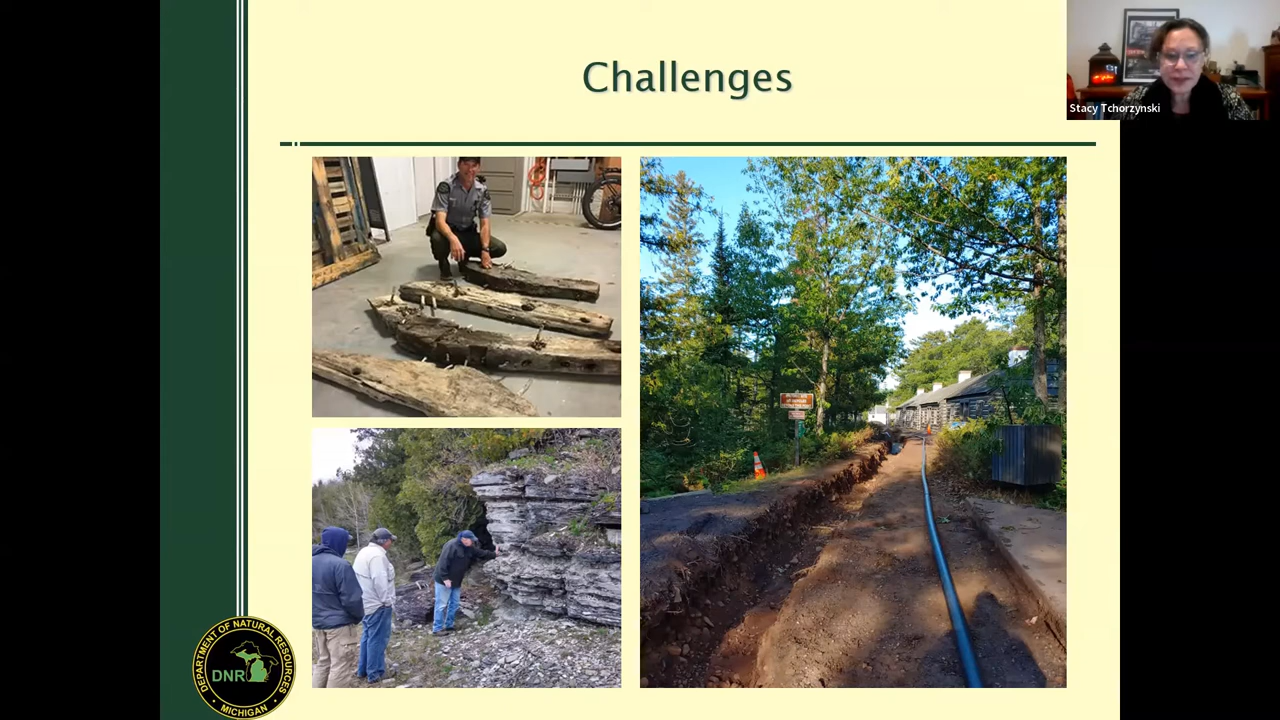 Challenges
Stacy Tchorzynski
DEPARTMENT OF NATURAL RESOURCES
DNR
MICHIGAN